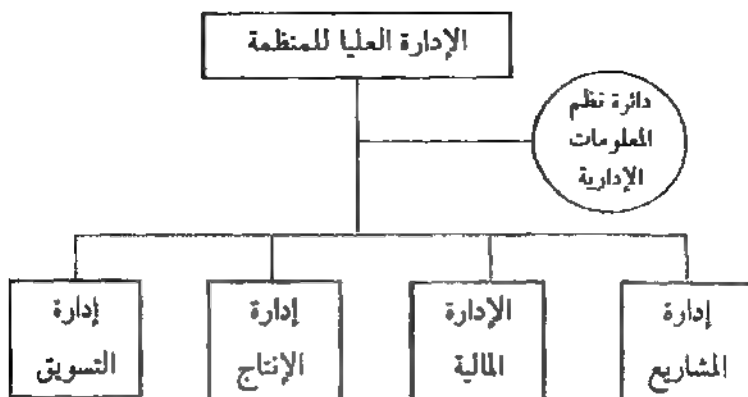 الإدارة العليا للمنظمة
دائرة نظم
المعلومات
الإدارية
إدارة
المشاريع
الإدارة
المالية
إدارة
الإنتاج
إدارة
التسويق